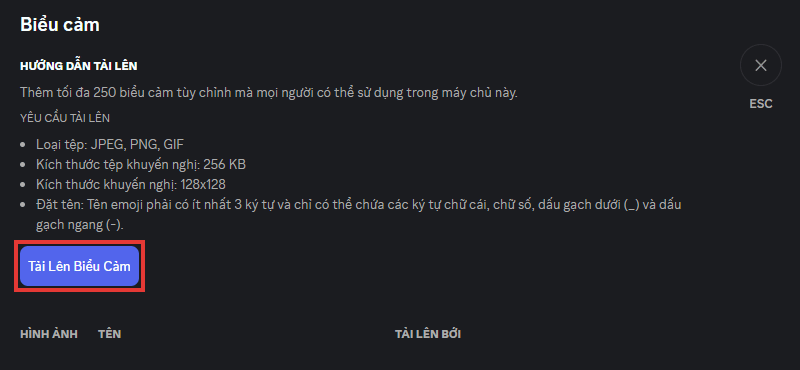 Biểu cảm
HƯỚNG DẪN TẢI LÊN
Thêm tối đa 250 biểu cảm tùy chỉnh mà mọi người có thể sử dụng trong máy chủ này.
YÊU CẦU TẢI LÊN
Loại tệp: JPEG, PNG, GIF
Kích thước tệp khuyến nghị: 256 KB
Kích thước khuyến nghị: 128x128
Đặt tên: Tên emoji phải có ít nhất 3 ký tự và chỉ có thể chứa các ký tự chữ cái, chữ số, dấu gạch dưới (_) và dấu
gạch ngang (-).
ESC
Tải Lên Biểu Cảm
HÌNH ẢNH TÊN TẢI LÊN BỞI